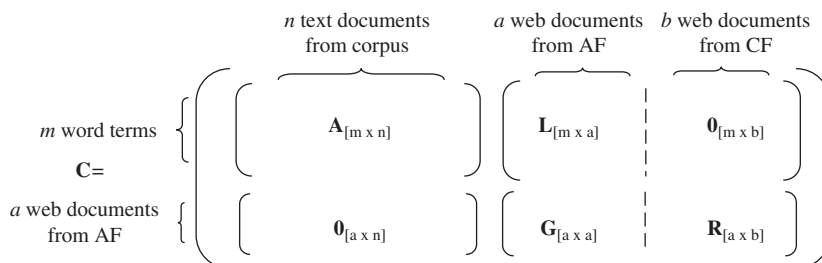 n text documents from corpus
a web documents from AF
b web documents from CF
m word terms
A[m x n]
L[m x a]
0[m x b]
C=
a web documents from AF
0[a x n]
G[a x a]
R[a x b]